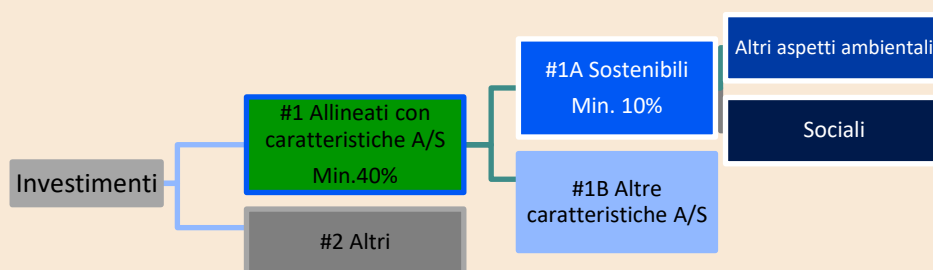 Investimenti
#1 Allineati con
caratteristiche A/S
Min.40%
#2 Altri
#1A Sostenibili
Min. 10%
#1B Altre
caratteristiche A/S
Altri aspetti ambientali
Sociali